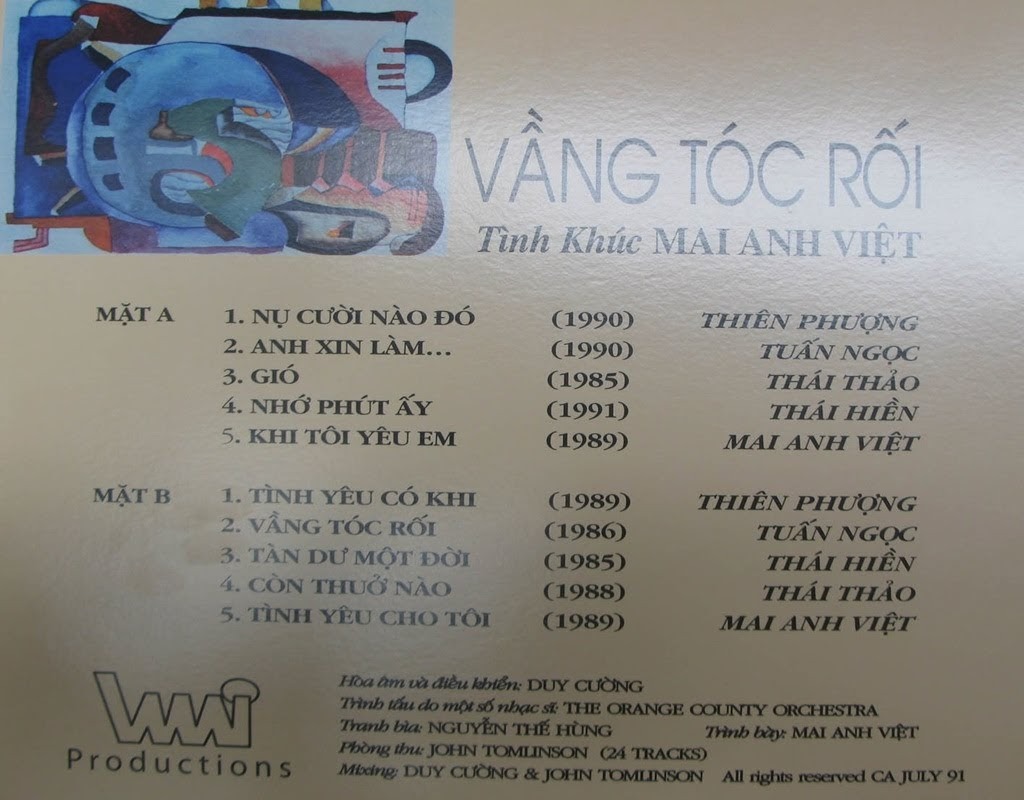 VẦNG TÓC RỐI
Tình Khúc MAI ANH VIỆT
MẶT A 1. NỤ CƯỜI NÀO ĐÓ (1990) THIÊN PHƯỢNG
2. ANH XIN LÀM... (1990) TUẤN NGỌC
3. GIÓ (1985) THÁI THẢO
4. NHỚ PHÚT ẤY (1991) THÁI HIỀN
5. KHI TÔI YÊU EM (1989) MAI ANH VIỆT
MẶT B 1. TÌNH YÊU CÓ KHI (1989) THIÊN PHƯỢNG
2. VẦNG TÓC RỐI (1986) TUẤN NGỌC
3. TÀN DƯ MỘT ĐỜI (1985) THÁI HIỀN
4. CÒN THUỞ NÀO (1988) THÁI THẢO
5. TÌNH YÊU CHO TÔI (1989) MAI ANH VIỆT
Hòa âm và điều khiển: DUY CƯỜNG
Trình tấu do một số nhạc sĩ: THE ORANGE COUNTY ORCHESTRA
Tranh bìa: NGUYỄN THẾ HÙNG Trình bày: MAI ANH VIỆT
Phòng thu: JOHN TOMLINSON (24 TRACKS)
Mixing: DUY CƯỜNG & JOHN TOMLINSON All rights reserved CA JULY 91
Productions